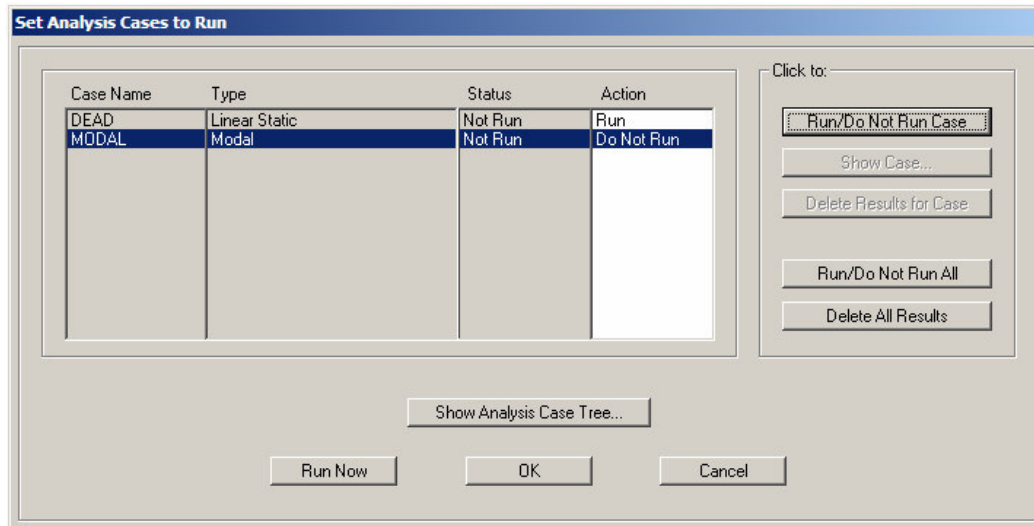 Set Analysis Cases to Run
Case Name Type Status Action
DEAD Linear Static Not Run Run
MODAL Modal Not Run Do Not Run
Click to:
Run/Do Not Run Case
Show Case...
Delete Results for Case
Run/Do Not Run All
Delete All Results
Show Analysis Case Tree...
Run Now OK Cancel